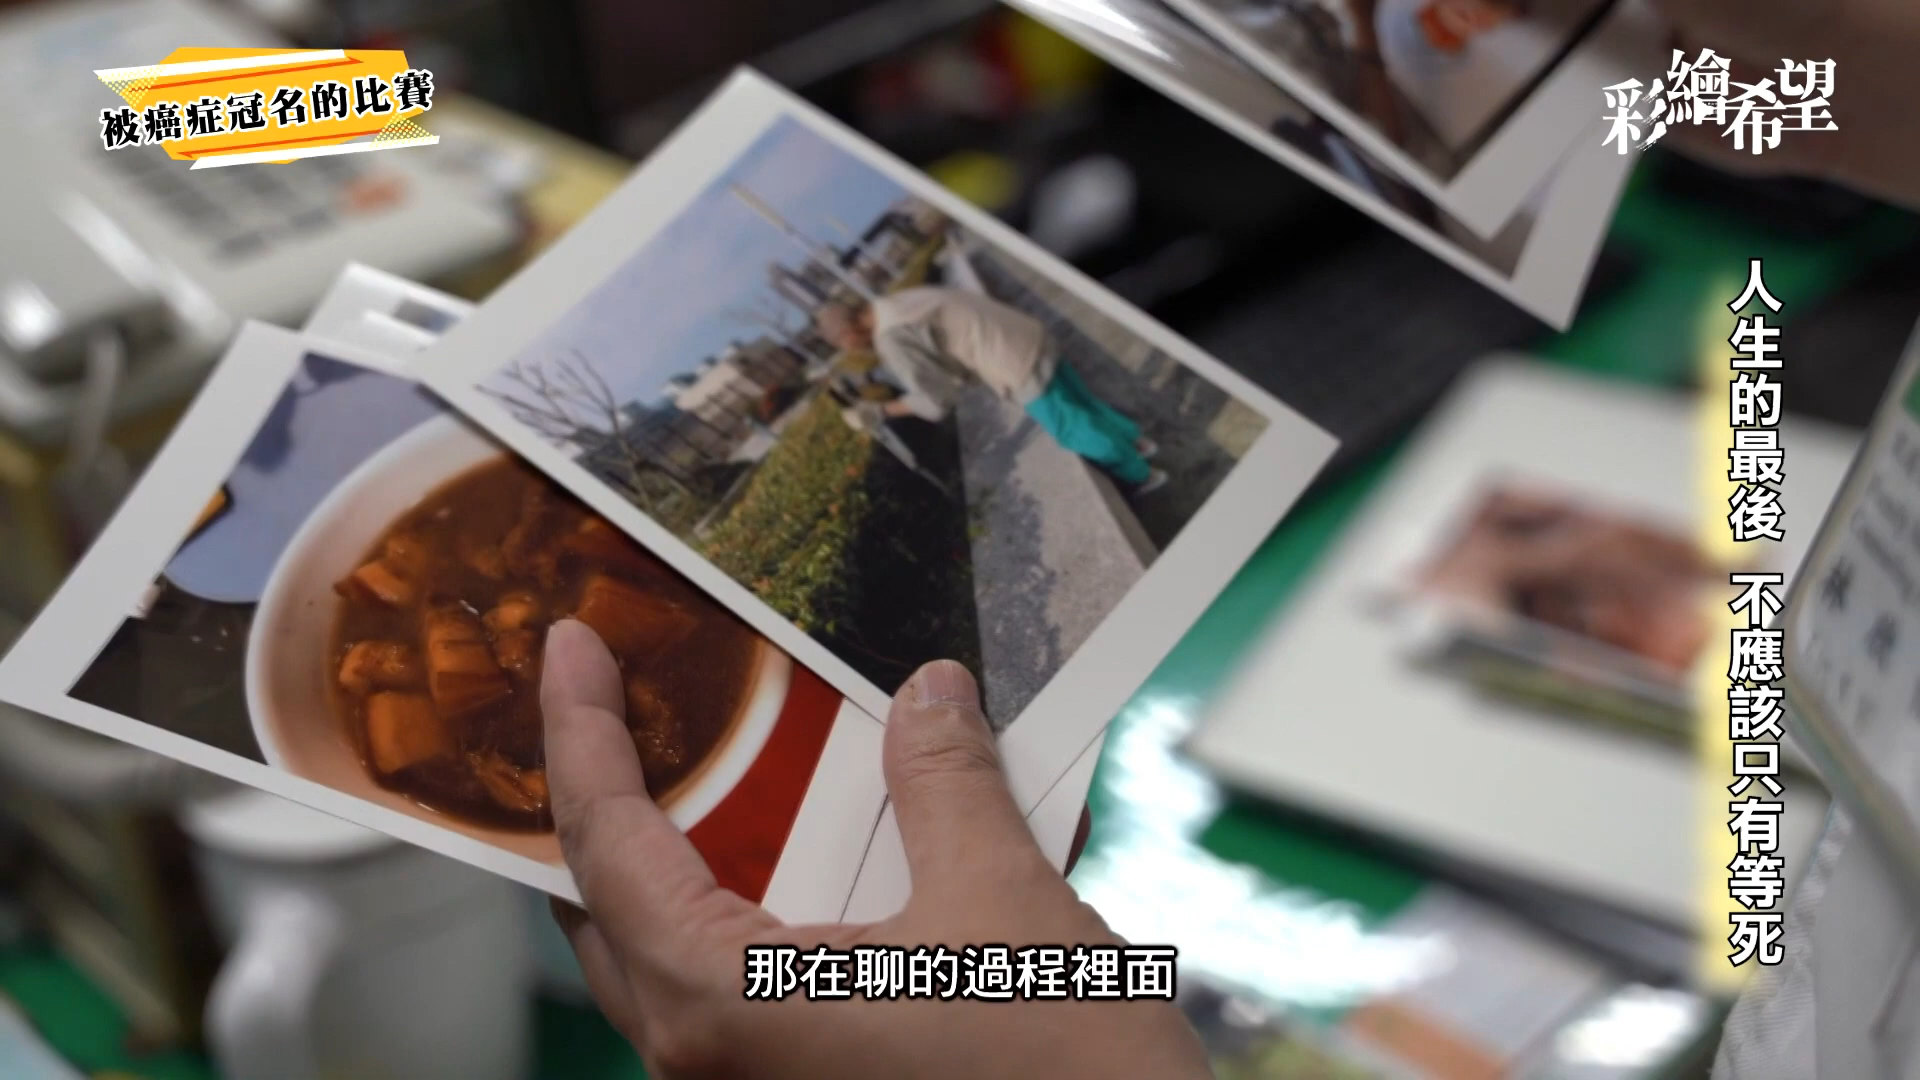 被癌症冠名的比賽
彩繪希望
人生的最後 不應該只有等死
那在聊的過程裡面